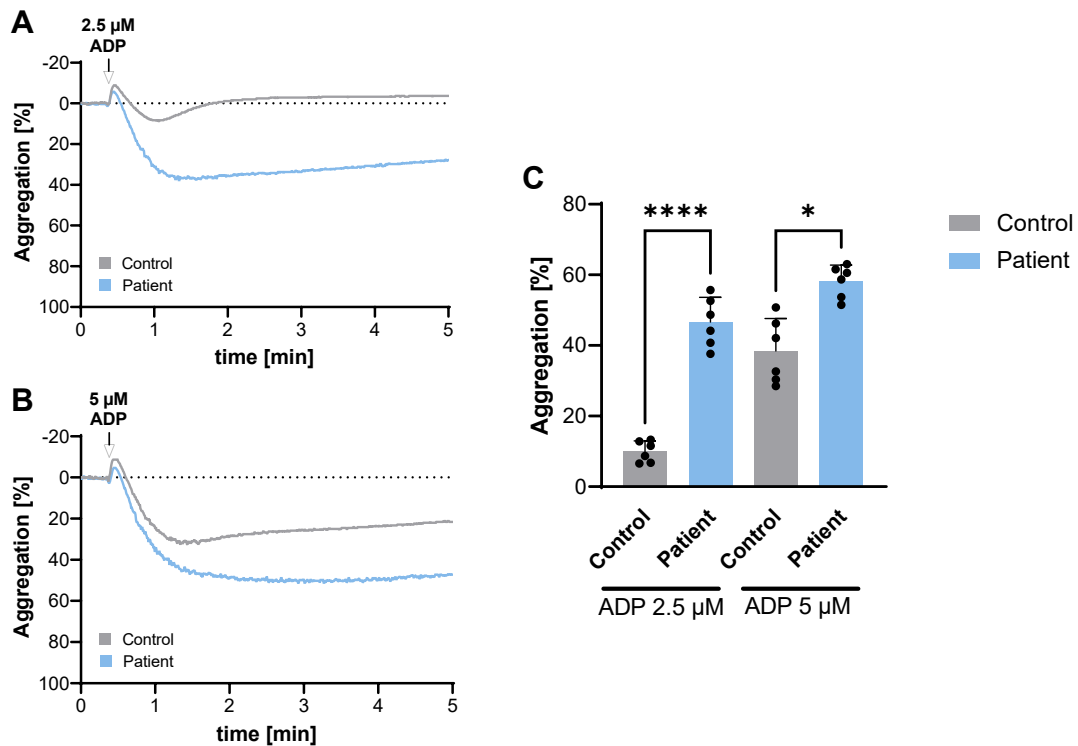 A
2.5 µM
ADP
-20
0
20
40
60
80
100
Aggregation [%]
Control
Patient
0
1
2
3
4
5
time [min]
B
5 µM
ADP
-20
0
20
40
60
80
100
Aggregation [%]
Control
Patient
0
1
2
3
4
5
time [min]
C
80
60
40
20
0
Aggregation [%]
****
*
Control
Patient
Control
Patient
ADP 2.5 µM
ADP 5 µM
Control
Patient